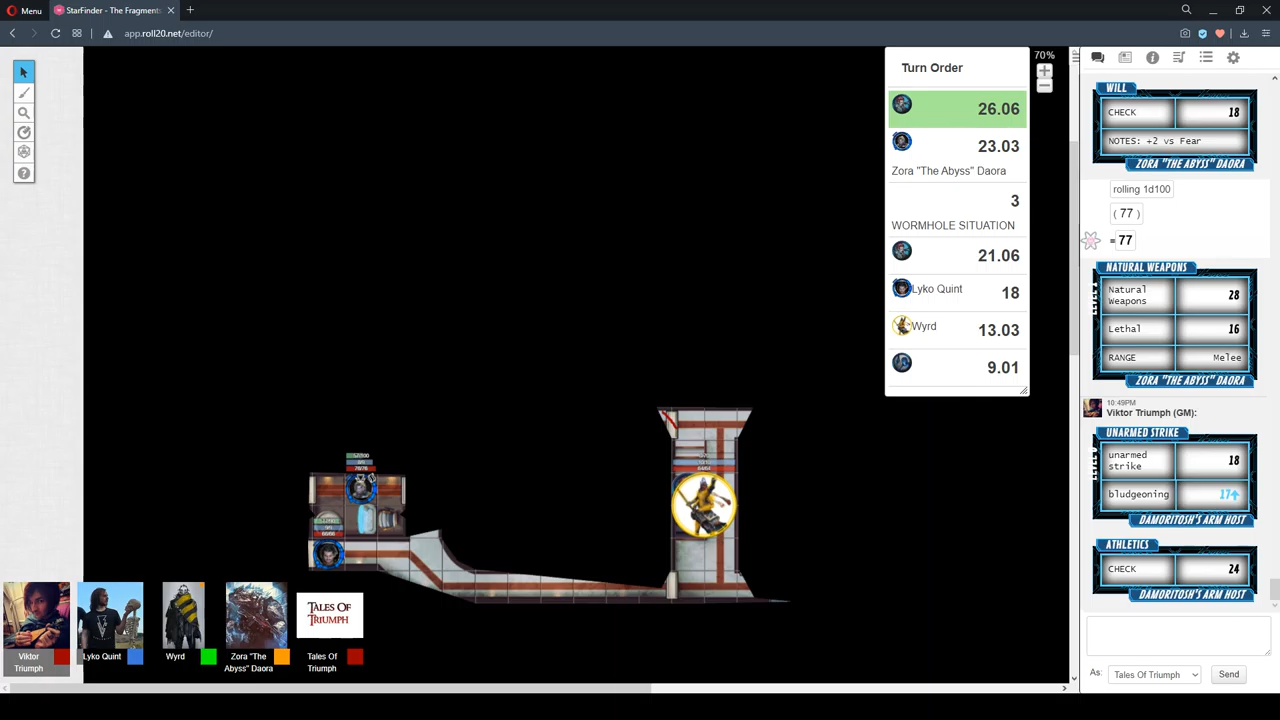 Menu
StarFinder - The Fragments
app.roll20.net/editor/
Turn Order
26.06
23.03
Zora "The Abyss" Daora
3
WORMHOLE SITUATION
21.06
Lyko Quint
18
Wyrd
13.03
9.01
70%
WILL
CHECK 18
NOTES: +2 vs Fear
ZORA "THE ABYSS" DAORA
rolling 1d100
( 77 )
= 77
NATURAL WEAPONS
Natural Weapons 28
Lethal 16
RANGE Melee
ZORA "THE ABYSS" DAORA
10:49PM
Viktor Triumph (GM):
UNARMED STRIKE
unarmed strike 18
bludgeoning 17
DAMORITOSH'S ARM HOST
ATHLETICS
CHECK 24
DAMORITOSH'S ARM HOST
TALES OF
TRIUMPH
Viktor
Triumph
Lyko Quint
Wyrd
Zora "The
Abyss" Daora
Tales Of
Triumph
As:
Tales Of Triumph
Send